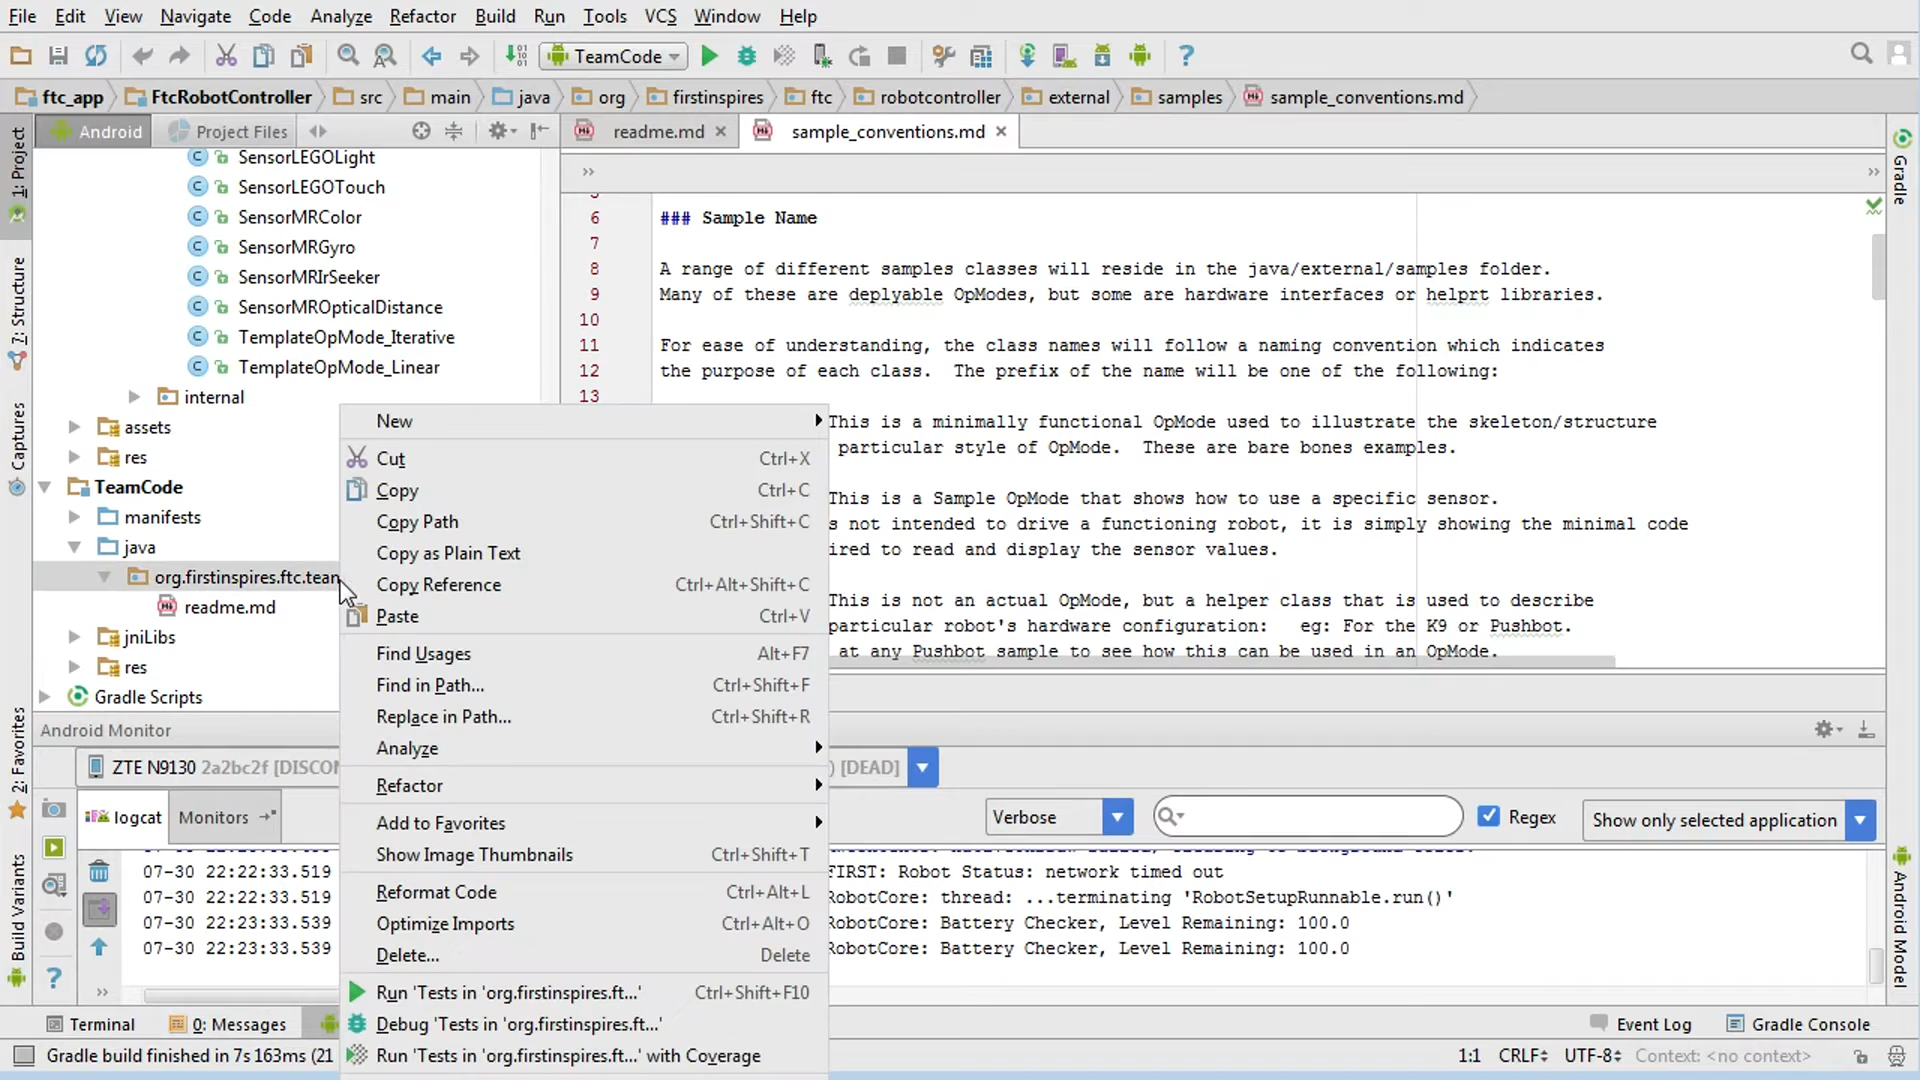 File Edit View Navigate Code Analyze Refactor Build Run Tools VCS Window Help
TeamCode
ftc_app FtcRobotController src main java org firstinspires ftc robotcontroller external samples sample_conventions.md
Android Project Files
readme.md sample_conventions.md
1: Project
7: Structure
Captures
2: Favorites
Build Variants
SensorLEGOLight
SensorLEGOTouch
SensorMRColor
SensorMRGyro
SensorMRIrSeeker
SensorMROpticalDistance
TemplateOpMode_Iterative
TemplateOpMode_Linear
internal
assets
res
TeamCode
manifests
java
org.firstinspires.ftc.tean
readme.md
jniLibs
res
Gradle Scripts
6 ### Sample Name
7
8 A range of different samples classes will reside in the java/external/samples folder.
9 Many of these are deplyable OpModes, but some are hardware interfaces or helprt libraries.
10
11 For ease of understanding, the class names will follow a naming convention which indicates
12 the purpose of each class. The prefix of the name will be one of the following:
13
This is a minimally functional OpMode used to illustrate the skeleton/structure
particular style of OpMode. These are bare bones examples.
This is a Sample OpMode that shows how to use a specific sensor.
s not intended to drive a functioning robot, it is simply showing the minimal code
ired to read and display the sensor values.
This is not an actual OpMode, but a helper class that is used to describe
particular robot's hardware configuration: eg: For the K9 or Pushbot.
at any Pushbot sample to see how this can be used in an OpMode.
New
Cut Ctrl+X
Copy Ctrl+C
Copy Path Ctrl+Shift+C
Copy as Plain Text
Copy Reference Ctrl+Alt+Shift+C
Paste Ctrl+V
Find Usages Alt+F7
Find in Path... Ctrl+Shift+F
Replace in Path... Ctrl+Shift+R
Analyze
Refactor
Add to Favorites
Show Image Thumbnails Ctrl+Shift+T
Reformat Code Ctrl+Alt+L
Optimize Imports Ctrl+Alt+O
Delete... Delete
Run 'Tests in 'org.firstinspires.ft...' Ctrl+Shift+F10
Debug 'Tests in 'org.firstinspires.ft...'
Run 'Tests in 'org.firstinspires.ft...' with Coverage
Gradle
Android Model
Android Monitor
ZTE N9130 2a2bc2f [DISCON
) [DEAD]
logcat Monitors
Verbose Regex Show only selected application
07-30 22:22:33.519 FIRST: Robot Status: network timed out
07-30 22:22:33.519 RobotCore: thread: ...terminating 'RobotSetupRunnable.run()'
07-30 22:23:33.539 RobotCore: Battery Checker, Level Remaining: 100.0
07-30 22:23:33.539 RobotCore: Battery Checker, Level Remaining: 100.0
Terminal 0: Messages Event Log Gradle Console
Gradle build finished in 7s 163ms (21 1:1 CRLF UTF-8 Context: <no context>